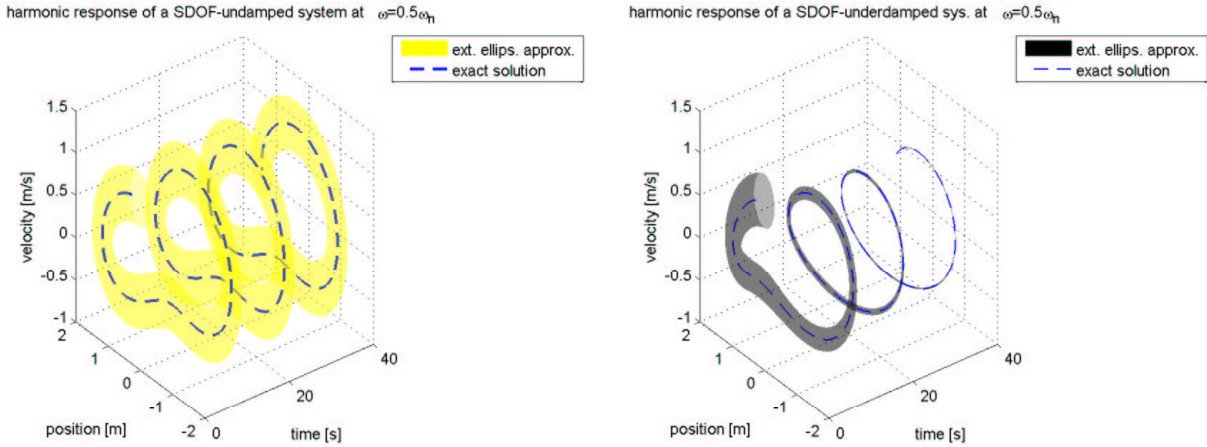 harmonic response of a SDOF-undamped system at ω=0.5ωn
ext. ellips. approx.
exact solution
1.5
1
0.5
0
-0.5
-1
velocity [m/s]
2
1
0
-1
-2
position [m]
0
20
40
time [s]
harmonic response of a SDOF-underdamped sys. at ω=0.5ωn
ext. ellips. approx.
exact solution
1.5
1
0.5
0
-0.5
-1
velocity [m/s]
2
1
0
-1
-2
position [m]
0
20
40
time [s]